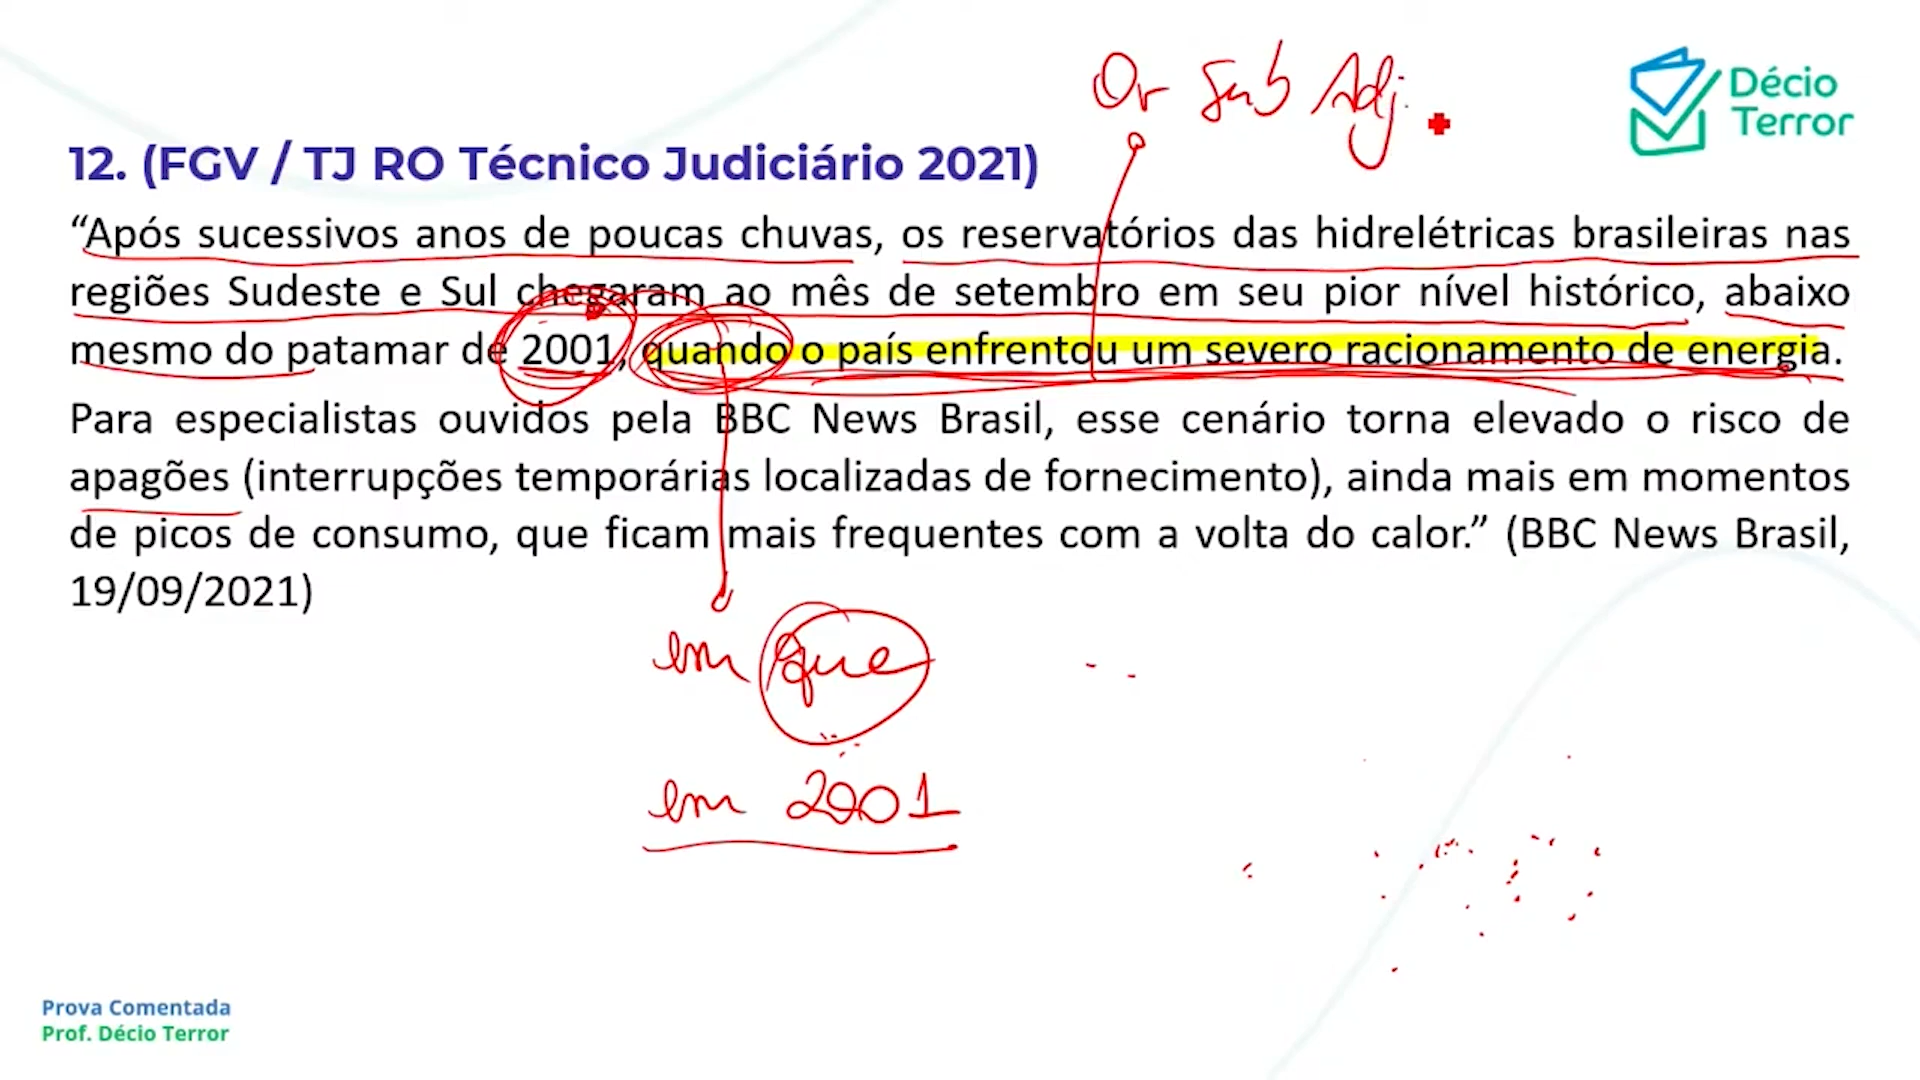 Or Sub Adj.
Décio
Terror
12. (FGV / TJ RO Técnico Judiciário 2021)
“Após sucessivos anos de poucas chuvas, os reservatórios das hidrelétricas brasileiras nas
regiões Sudeste e Sul chegaram ao mês de setembro em seu pior nível histórico, abaixo
mesmo do patamar de 2001, quando o país enfrentou um severo racionamento de energia.
Para especialistas ouvidos pela BBC News Brasil, esse cenário torna elevado o risco de
apagões (interrupções temporárias localizadas de fornecimento), ainda mais em momentos
de picos de consumo, que ficam mais frequentes com a volta do calor.” (BBC News Brasil,
19/09/2021)
em que
em 2001
Prova Comentada
Prof. Décio Terror